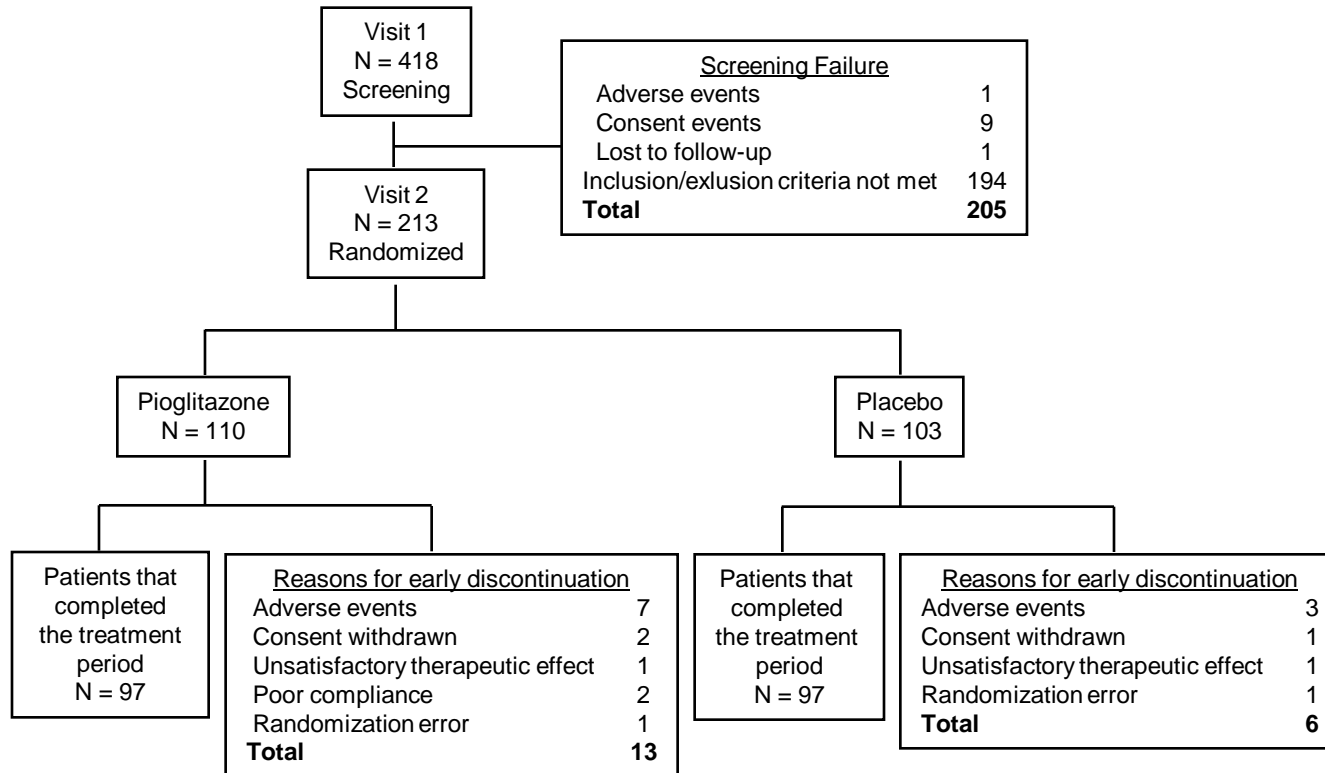 Visit 1
N = 418
Screening
Screening Failure
Adverse events 1
Consent events 9
Lost to follow-up 1
Inclusion/exlusion criteria not met 194
Total 205
Visit 2
N = 213
Randomized
Pioglitazone
N = 110
Placebo
N = 103
Patients that
completed
the treatment
period
N = 97
Reasons for early discontinuation
Adverse events 7
Consent withdrawn 2
Unsatisfactory therapeutic effect 1
Poor compliance 2
Randomization error 1
Total 13
Patients that
completed
the treatment
period
N = 97
Reasons for early discontinuation
Adverse events 3
Consent withdrawn 1
Unsatisfactory therapeutic effect 1
Randomization error 1
Total 6